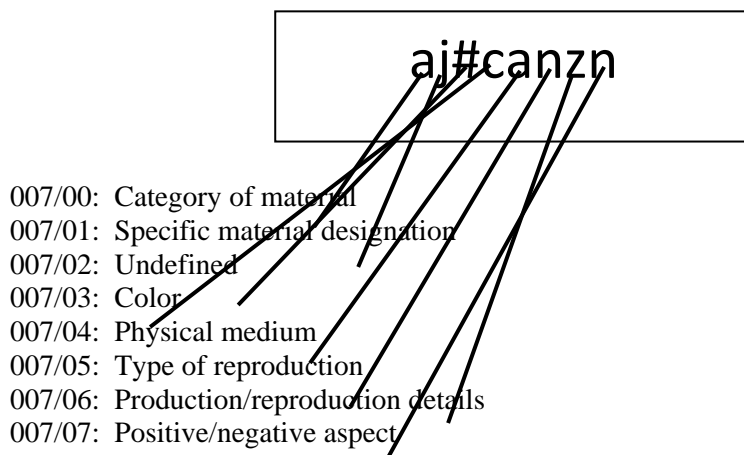 aj#canzn
007/00: Category of material
007/01: Specific material designation
007/02: Undefined
007/03: Color
007/04: Physical medium
007/05: Type of reproduction
007/06: Production/reproduction details
007/07: Positive/negative aspect